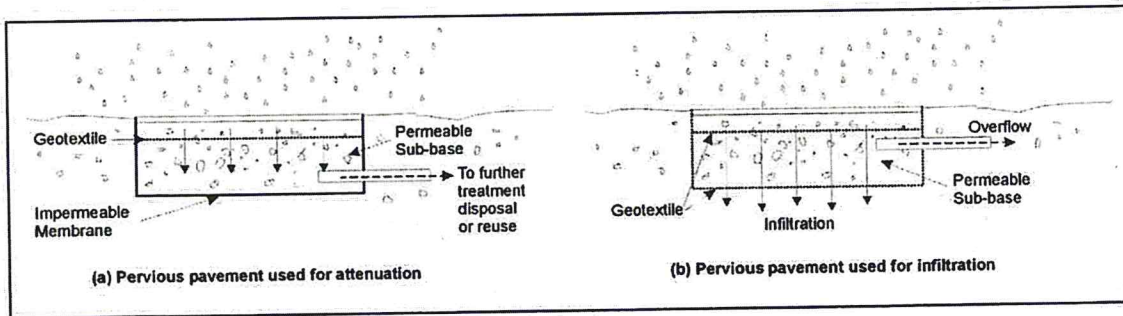 Geotextile
Permeable
Sub-base
To further
treatment
disposal
or reuse
Impermeable
Membrane
(a) Pervious pavement used for attenuation
Overflow
Permeable
Sub-base
Geotextile
Infiltration
(b) Pervious pavement used for infiltration